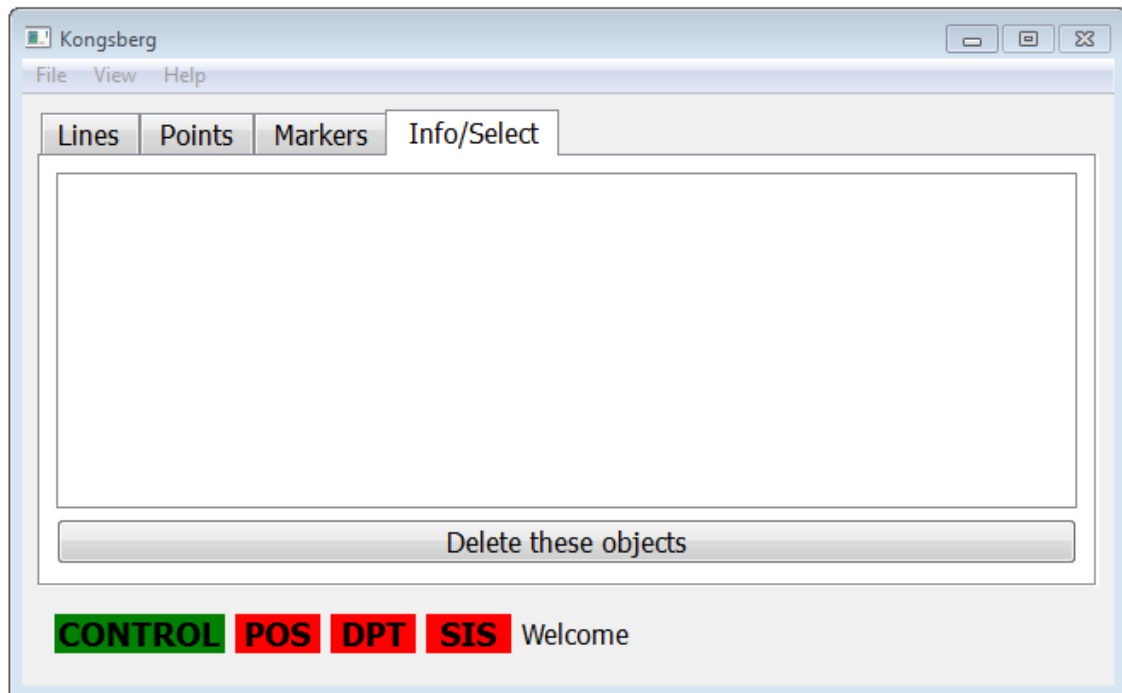 Kongsberg
File View Help
Lines Points Markers Info/Select
Delete these objects
CONTROL POS DPT SIS Welcome